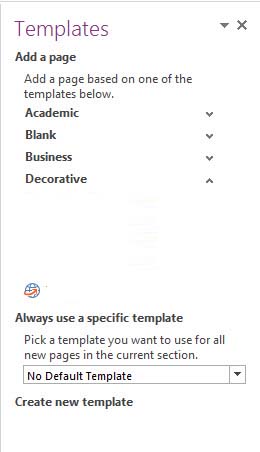 Templates
Add a page
Add a page based on one of the
templates below.
Academic
Blank
Business
Decorative
Always use a specific template
Pick a template you want to use for all
new pages in the current section.
No Default Template
Create new template